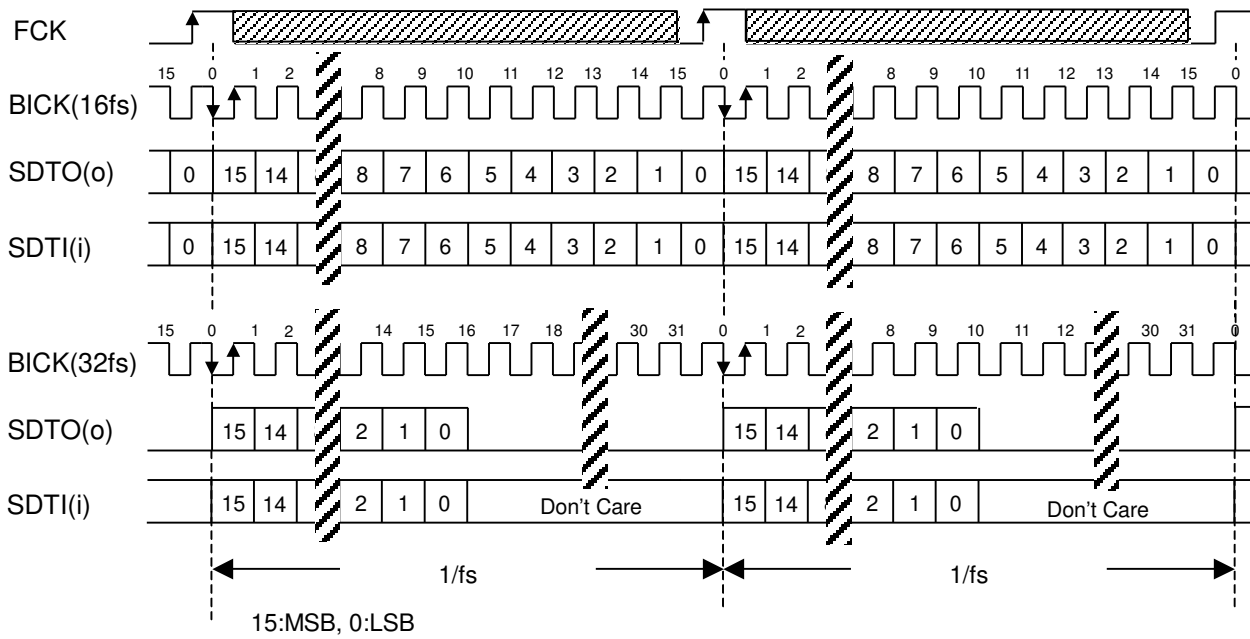 FCK
15 0 1 2 8 9 10 11 12 13 14 15 0 1 2 8 9 10 11 12 13 14 15 0
BICK(16fs)
SDTO(o) 0 15 14 8 7 6 5 4 3 2 1 0 15 14 8 7 6 5 4 3 2 1 0
SDTI(i) 0 15 14 8 7 6 5 4 3 2 1 0 15 14 8 7 6 5 4 3 2 1 0
15 0 1 2 14 15 16 17 18 30 31 0 1 2 8 9 10 11 12 30 31 0
BICK(32fs)
SDTO(o) 15 14 2 1 0 15 14 2 1 0
SDTI(i) 15 14 2 1 0 Don't Care 15 14 2 1 0 Don't Care
1/fs 1/fs
15:MSB, 0:LSB